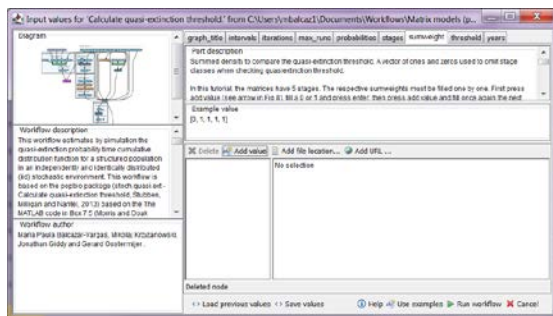 Input values for 'Calculate quasi-extinction threshold.' from C:\Users\mbalcaz1\Documents\Workflows\Matrix models (p...
Diagram
graph_title intervals iterations max_runs probabilities stages sumweight threshold years
Port description
Summed density to compare the quasi-extinction threshold. A vector of ones and zeros used to omit stage
classes when checking quasi-extinction threshold.
In this tutorial, the matrices have 5 stages. The respective sumweights must be filled one by one. First press
add value (see arrow in Fig 8), fill a 0 or 1 and press enter, then press add value and fill once again the next
Example value
[0, 1, 1, 1, 1]
Workflow description
This workflow estimates by simulation the
quasi-extinction probability time cumulative
distribution function for a structured population
in an independently and identically distributed
(iid) stochastic environment. This workflow is
based on the popbio package (stoch.quasi.ext -
Calculate quasi-extinction threshold, Stubben,
Milligan and Nantel, 2013) based on the The
MATLAB code in Box 7.5 (Morris and Doak
Delete Add value Add file location... Add URL ...
No selection
Workflow author
Maria Paula Balcazar-Vargas,
Jonathan Giddy and Gerard Oostermijer.
Deleted node
Load previous values Save values Help Use examples Run workflow Cancel